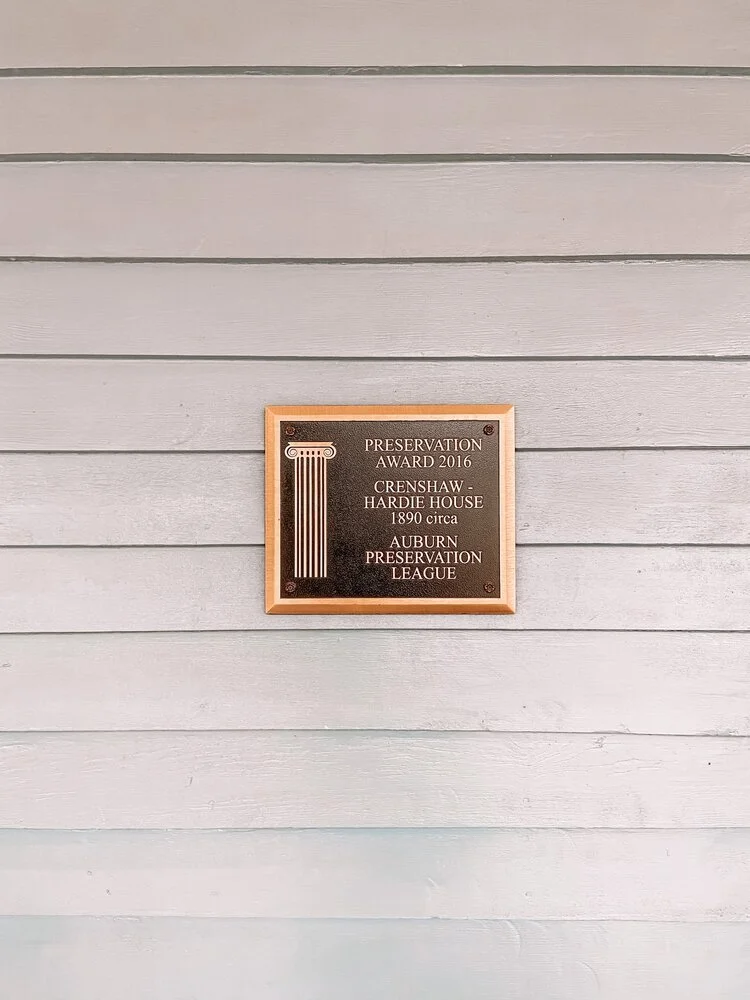 PRESERVATION
AWARD 2016
CRENSHAW -
HARDIE HOUSE
1890 circa
AUBURN
PRESERVATION
LEAGUE